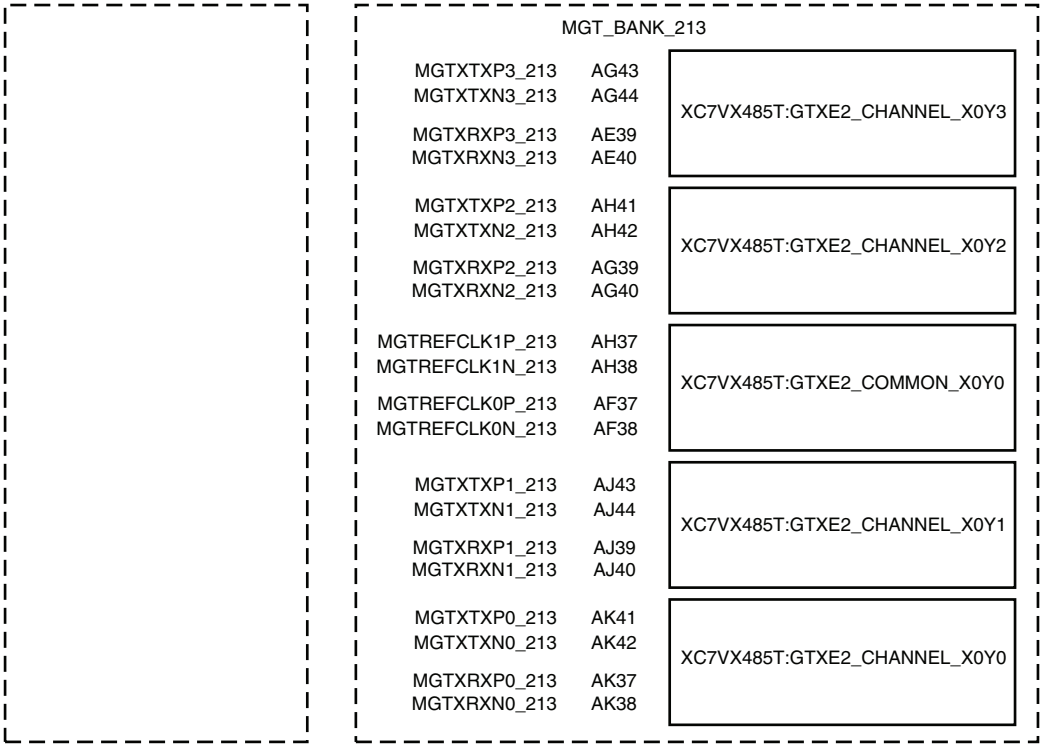 MGT_BANK_213
MGTXTXP3_213 AG43
MGTXTXN3_213 AG44
XC7VX485T:GTXE2_CHANNEL_X0Y3
MGTXRXP3_213 AE39
MGTXRXN3_213 AE40
MGTXTXP2_213 AH41
MGTXTXN2_213 AH42
XC7VX485T:GTXE2_CHANNEL_X0Y2
MGTXRXP2_213 AG39
MGTXRXN2_213 AG40
MGTREFCLK1P_213 AH37
MGTREFCLK1N_213 AH38
XC7VX485T:GTXE2_COMMON_X0Y0
MGTREFCLK0P_213 AF37
MGTREFCLK0N_213 AF38
MGTXTXP1_213 AJ43
MGTXTXN1_213 AJ44
XC7VX485T:GTXE2_CHANNEL_X0Y1
MGTXRXP1_213 AJ39
MGTXRXN1_213 AJ40
MGTXTXP0_213 AK41
MGTXTXN0_213 AK42
XC7VX485T:GTXE2_CHANNEL_X0Y0
MGTXRXP0_213 AK37
MGTXRXN0_213 AK38